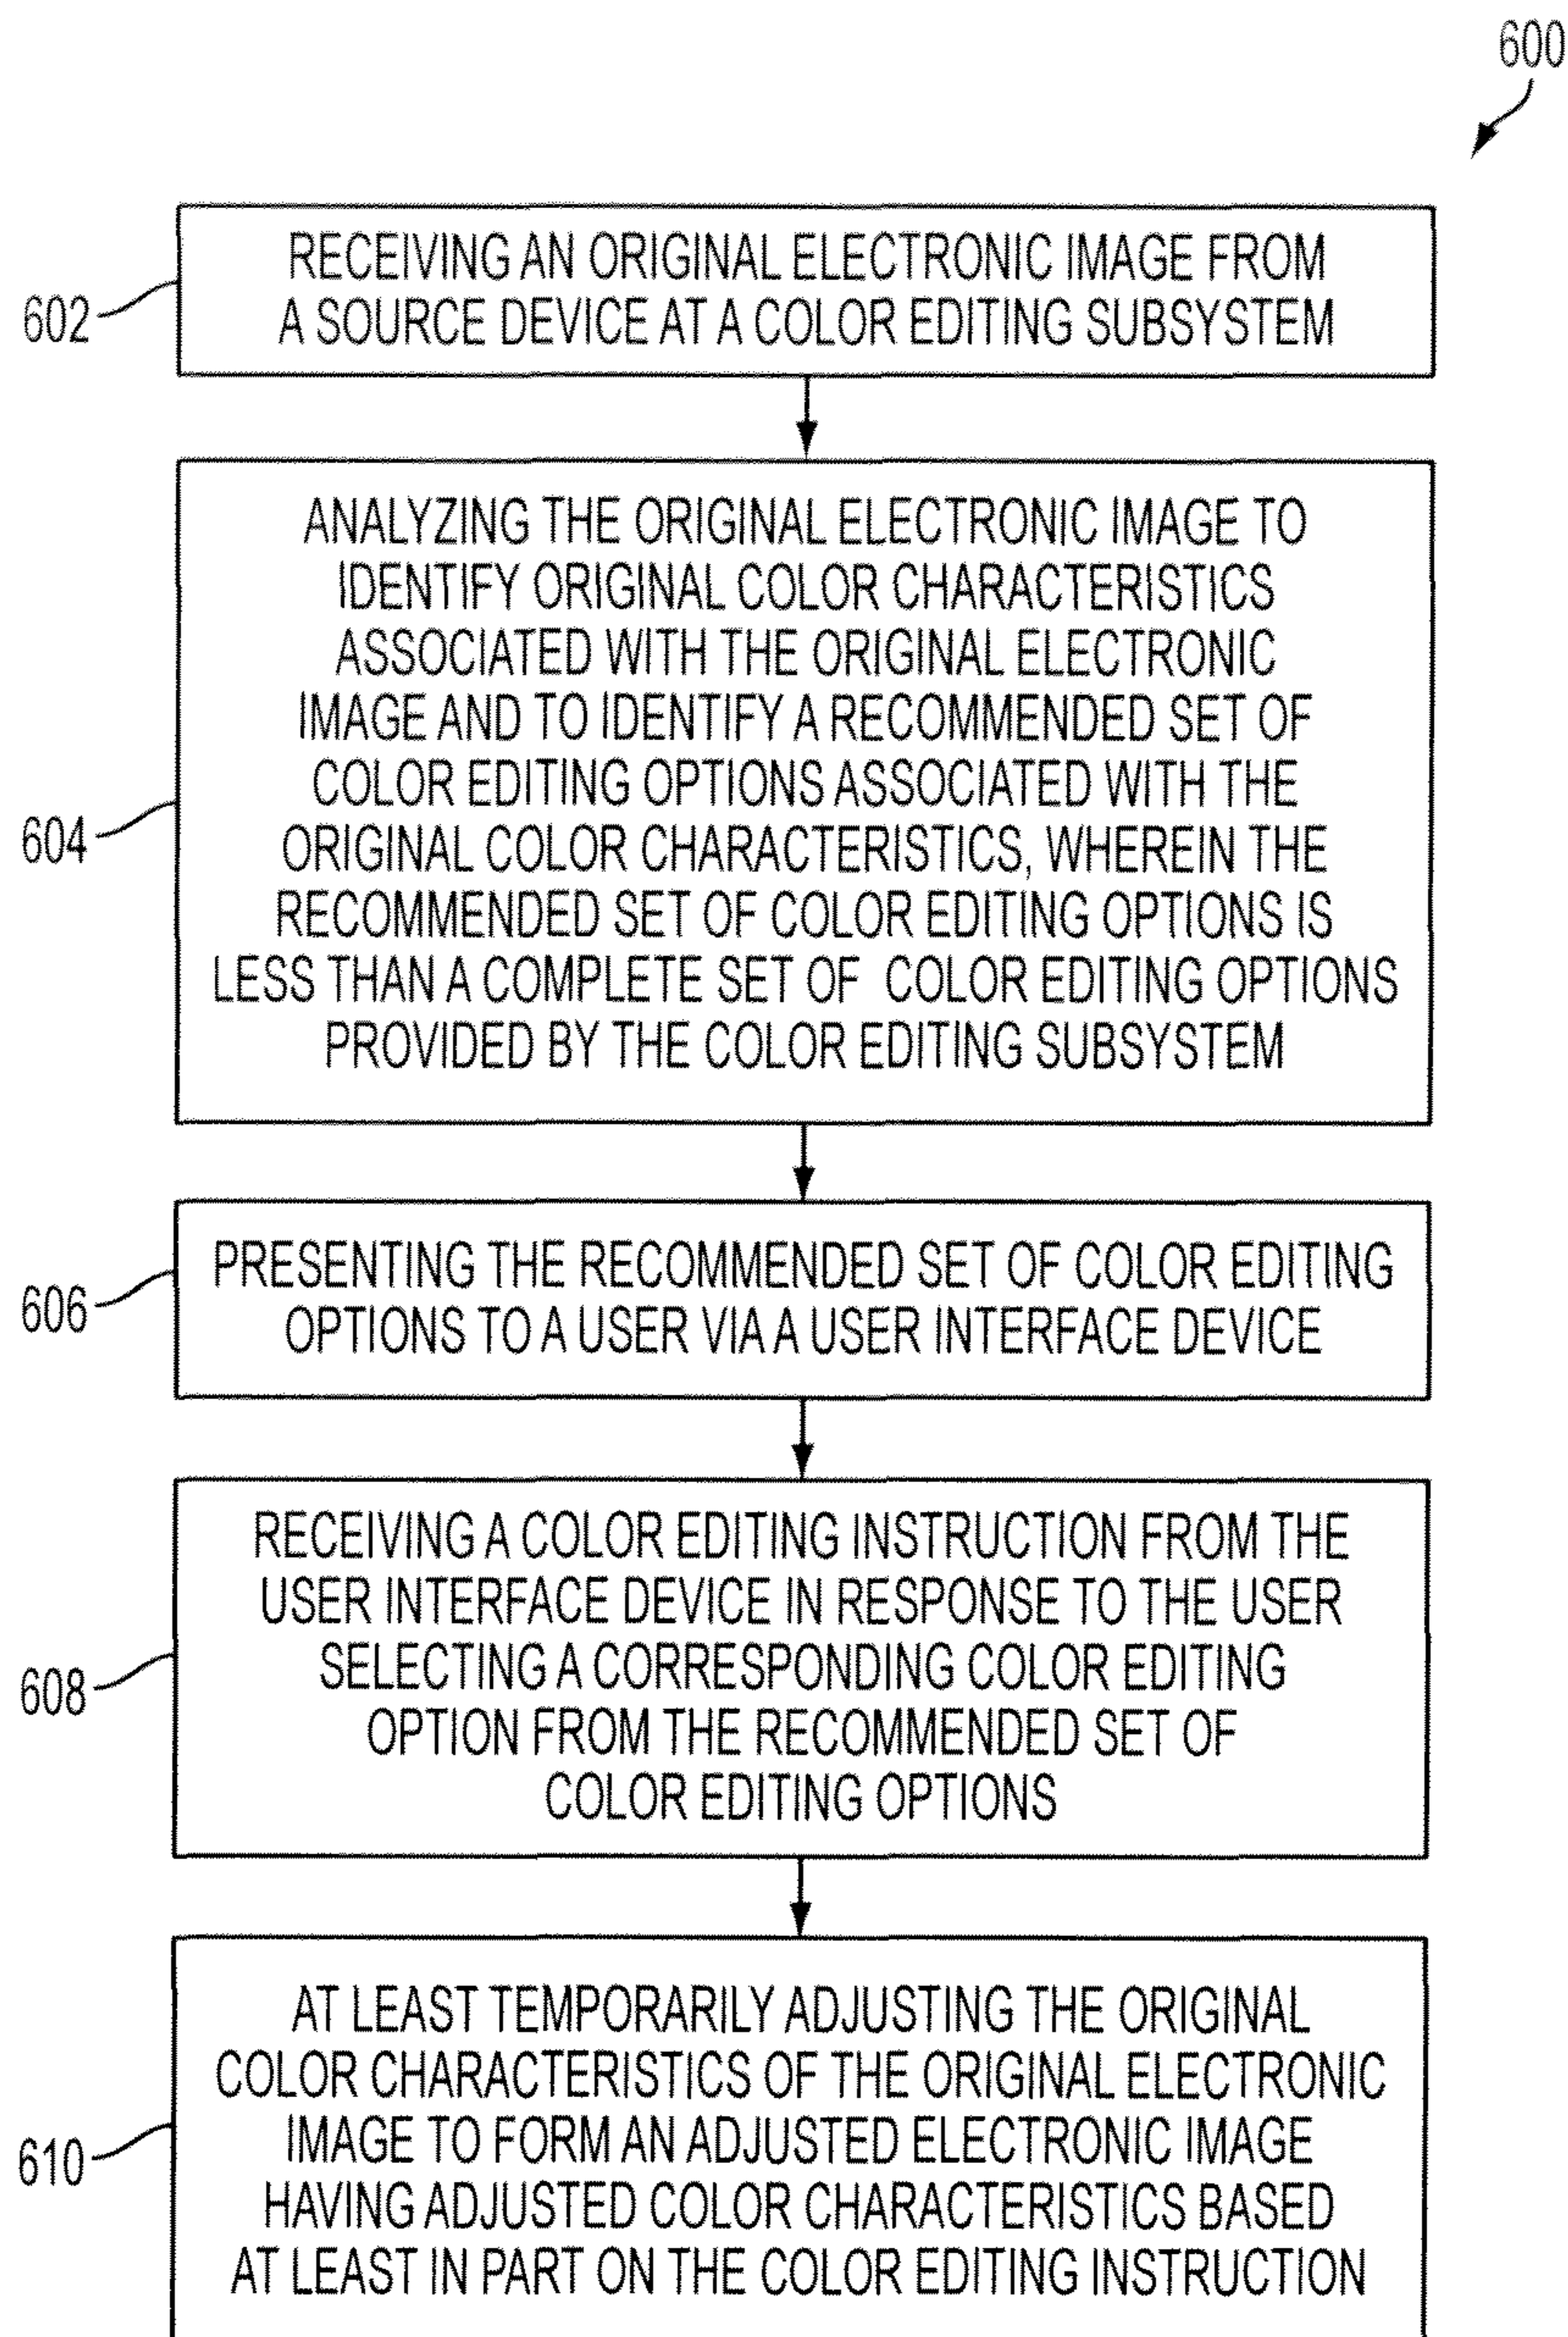 600
602
RECEIVING AN ORIGINAL ELECTRONIC IMAGE FROM
A SOURCE DEVICE AT A COLOR EDITING SUBSYSTEM
604
ANALYZING THE ORIGINAL ELECTRONIC IMAGE TO
IDENTIFY ORIGINAL COLOR CHARACTERISTICS
ASSOCIATED WITH THE ORIGINAL ELECTRONIC
IMAGE AND TO IDENTIFY A RECOMMENDED SET OF
COLOR EDITING OPTIONS ASSOCIATED WITH THE
ORIGINAL COLOR CHARACTERISTICS, WHEREIN THE
RECOMMENDED SET OF COLOR EDITING OPTIONS IS
LESS THAN A COMPLETE SET OF COLOR EDITING OPTIONS
PROVIDED BY THE COLOR EDITING SUBSYSTEM
606
PRESENTING THE RECOMMENDED SET OF COLOR EDITING
OPTIONS TO A USER VIA A USER INTERFACE DEVICE
608
RECEIVING A COLOR EDITING INSTRUCTION FROM THE
USER INTERFACE DEVICE IN RESPONSE TO THE USER
SELECTING A CORRESPONDING COLOR EDITING
OPTION FROM THE RECOMMENDED SET OF
COLOR EDITING OPTIONS
610
AT LEAST TEMPORARILY ADJUSTING THE ORIGINAL
COLOR CHARACTERISTICS OF THE ORIGINAL ELECTRONIC
IMAGE TO FORM AN ADJUSTED ELECTRONIC IMAGE
HAVING ADJUSTED COLOR CHARACTERISTICS BASED
AT LEAST IN PART ON THE COLOR EDITING INSTRUCTION